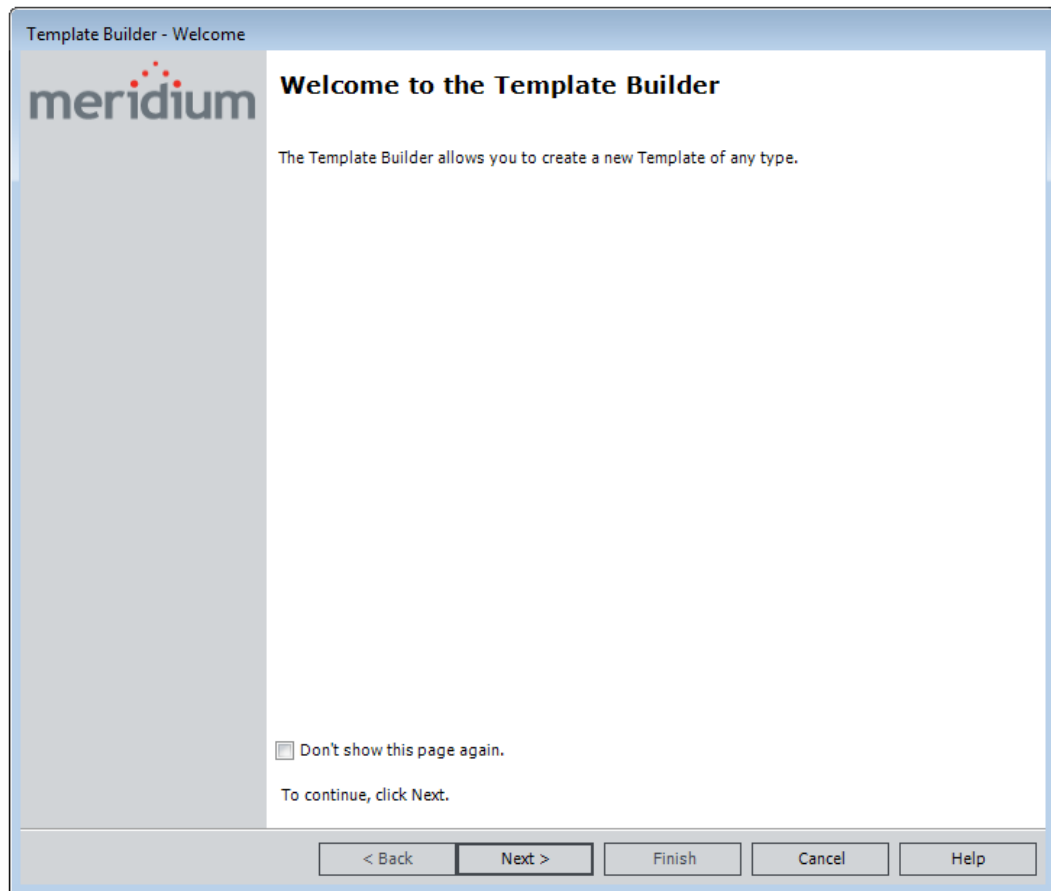 Template Builder - Welcome
meridium
Welcome to the Template Builder
The Template Builder allows you to create a new Template of any type.
Don't show this page again.
To continue, click Next.
< Back Next > Finish Cancel Help